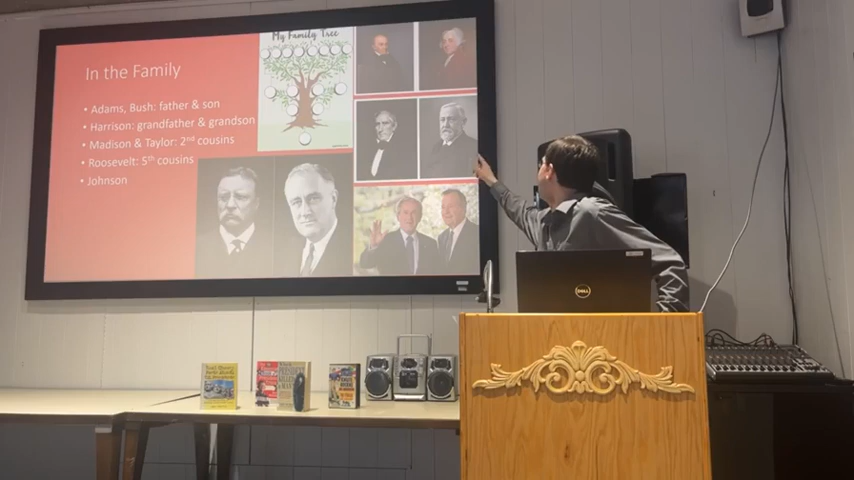 In the Family
My Family Tree
• Adams, Bush: father & son
• Harrison: grandfather & grandson
• Madison & Taylor: 2nd cousins
• Roosevelt: 5th cousins
• Johnson
DELL